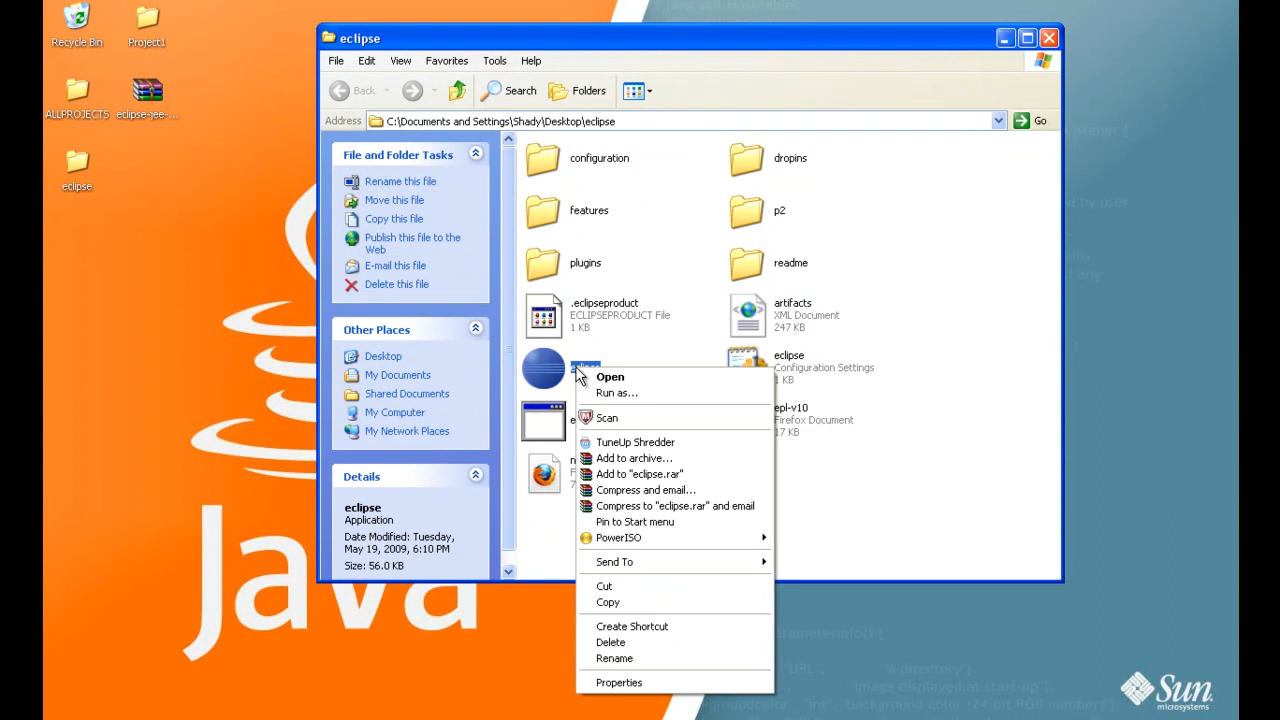 Recycle Bin
Project1
ALLPROJECTS
eclipse-jee-...
eclipse
eclipse
File Edit View Favorites Tools Help
Back Search Folders
Address C:\Documents and Settings\Shady\Desktop\eclipse Go
File and Folder Tasks
Rename this file
Move this file
Copy this file
Publish this file to the
Web
E-mail this file
Delete this file
Other Places
Desktop
My Documents
Shared Documents
My Computer
My Network Places
Details
eclipse
Application
Date Modified: Tuesday,
May 19, 2009, 6:10 PM
Size: 56.0 KB
configuration
dropins
features
p2
plugins
readme
.eclipseproduct
ECLIPSEPRODUCT File
1 KB
artifacts
XML Document
247 KB
eclipse
eclipse
Configuration Settings
1 KB
epl-v10
Firefox Document
17 KB
Open
Run as...
Scan
TuneUp Shredder
Add to archive...
Add to "eclipse.rar"
Compress and email...
Compress to "eclipse.rar" and email
Pin to Start menu
PowerISO
Send To
Cut
Copy
Create Shortcut
Delete
Rename
Properties
Java
Sun
microsystems